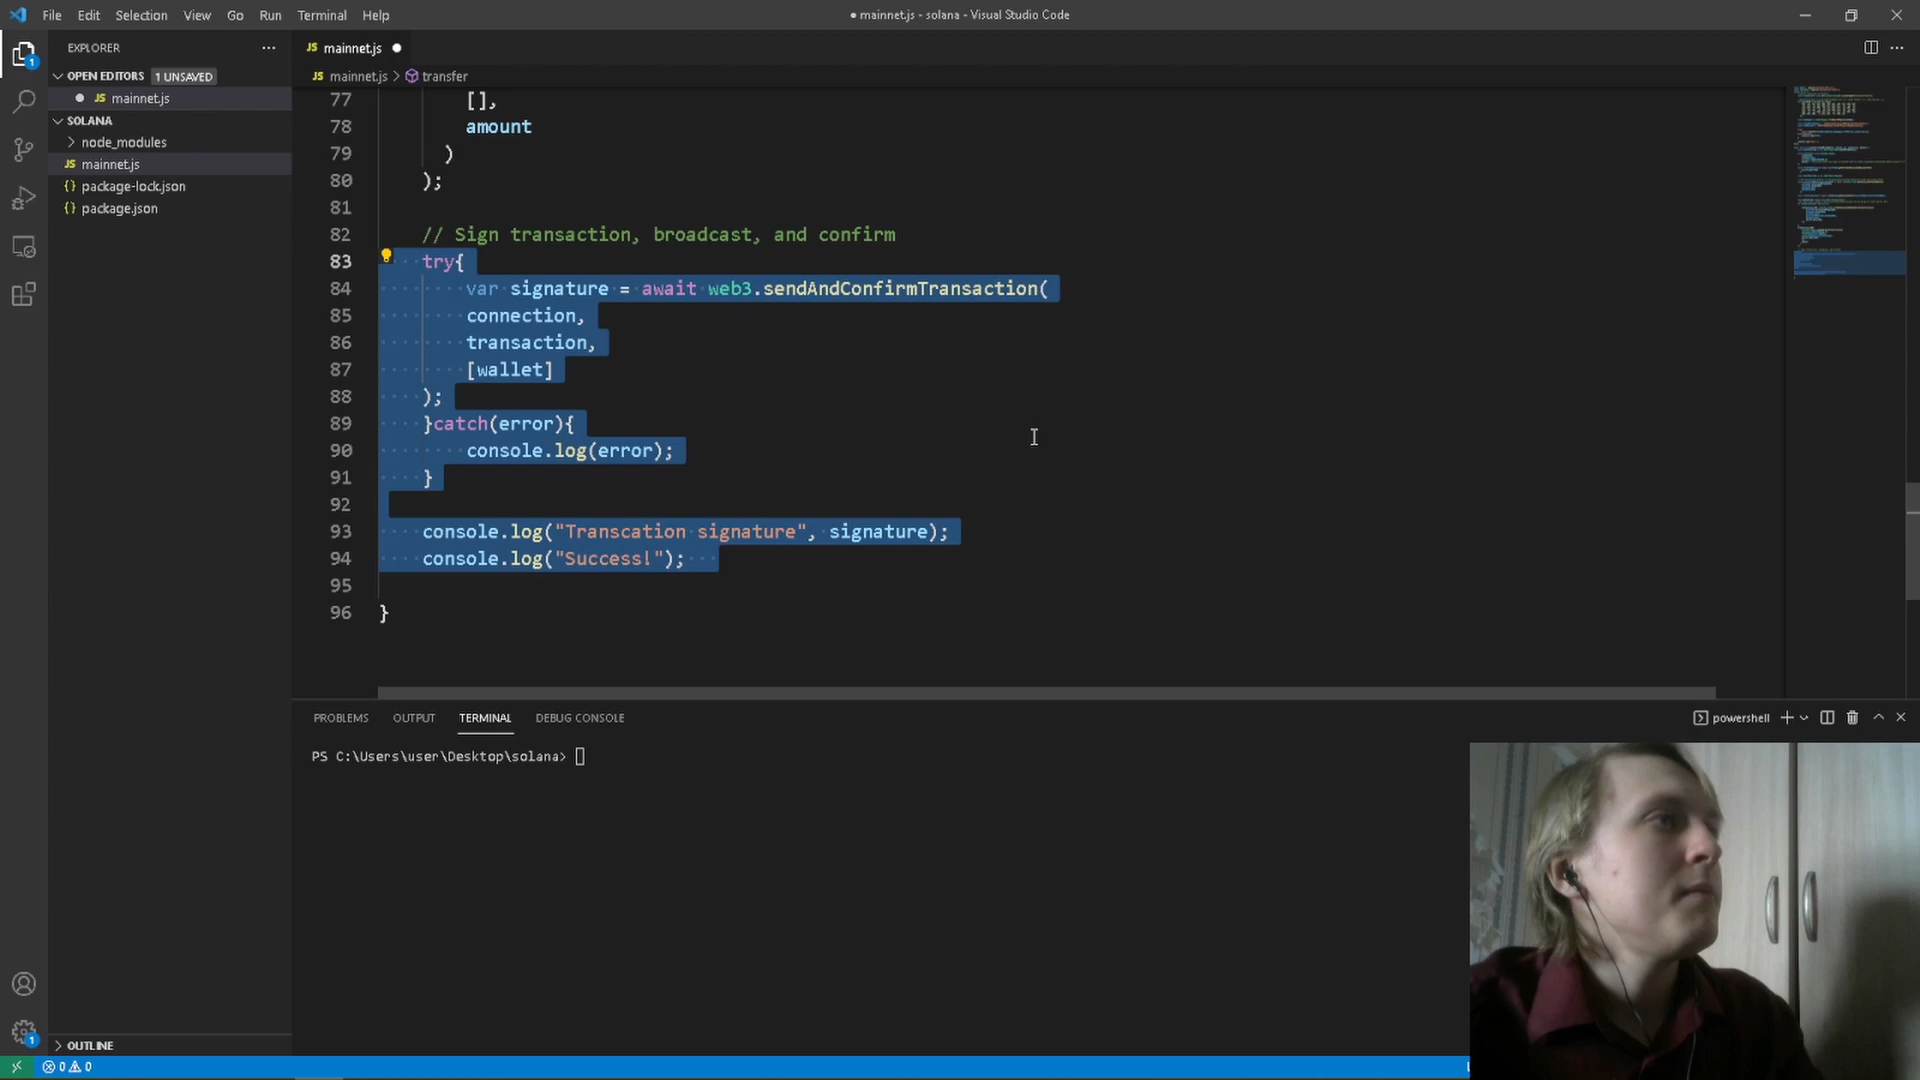 File Edit Selection View Go Run Terminal Help
● mainnet.js - solana - Visual Studio Code
EXPLORER
OPEN EDITORS 1 UNSAVED
JS mainnet.js
SOLANA
node_modules
JS mainnet.js
{} package-lock.json
{} package.json
OUTLINE
1
1
JS mainnet.js
JS mainnet.js > transfer
77 [],
78 amount
79 )
80 );
81
82 // Sign transaction, broadcast, and confirm
83 try{
84 var signature = await web3.sendAndConfirmTransaction(
85 connection,
86 transaction,
87 [wallet]
88 );
89 }catch(error){
90 console.log(error);
91 }
92
93 console.log("Transcation signature", signature);
94 console.log("Success!");
95
96 }
PROBLEMS OUTPUT TERMINAL DEBUG CONSOLE
powershell
PS C:\Users\user\Desktop\solana>
0 0